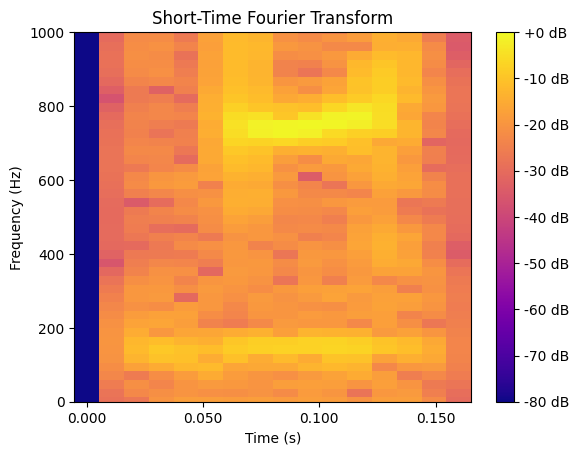 Short-Time Fourier Transform
1000
800
600
400
200
0
Frequency (Hz)
0.000
0.050
0.100
0.150
Time (s)
+0 dB
-10 dB
-20 dB
-30 dB
-40 dB
-50 dB
-60 dB
-70 dB
-80 dB